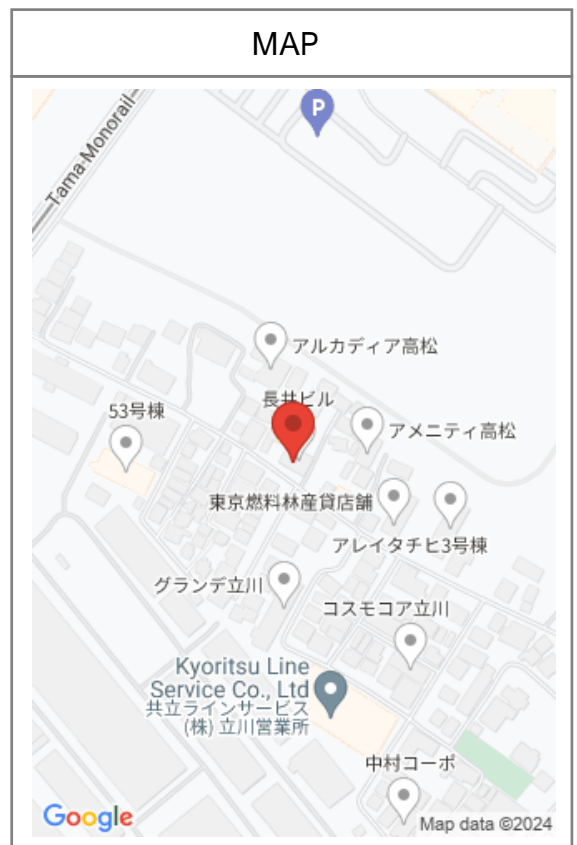 MAP
P
Tama-Monorail
アルカディア高松
長井ビル
53号棟
アメニティ高松
東京燃料林産貸店舗
アレイタチヒ3号棟
グランデ立川
コスモコア立川
Kyoritsu Line
Service Co., Ltd
共立ラインサービス
(株) 立川営業所
中村コーポ
Google
Map data ©2024